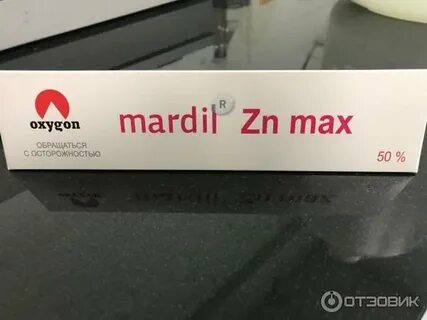 oxygon
ОБРАЩАТЬСЯ
С ОСТОРОЖНОСТЬЮ
mardil® Zn max
50 %
ОТЗОВИК